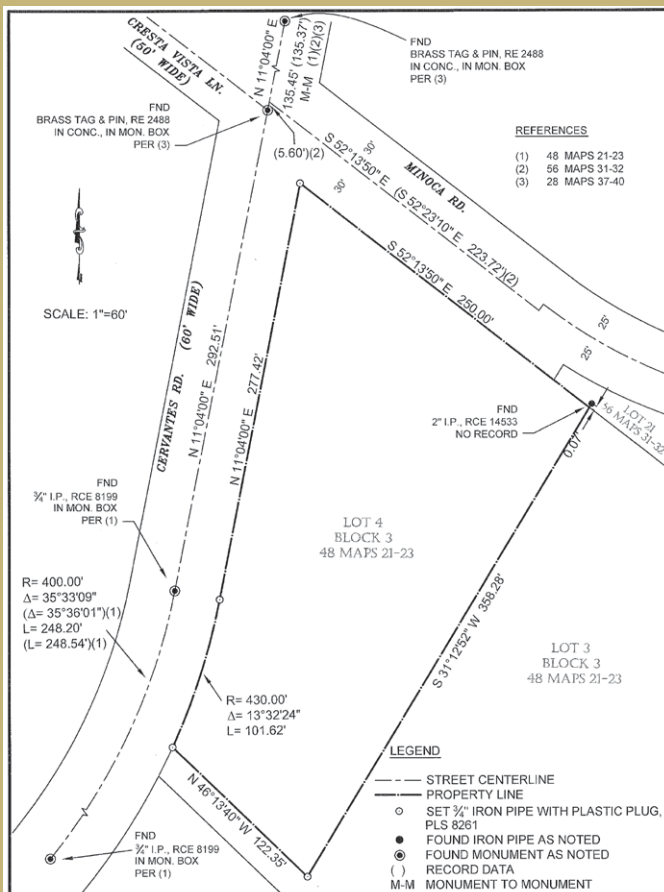 CRESTA VISTA LN.
(50' WIDE)
N 11°04'00" E
135.45' (135.37')
M-M (1)(2)(3)
FND
BRASS TAG & PIN, RE 2488
IN CONC., IN MON. BOX
PER (3)
FND
BRASS TAG & PIN, RE 2488
IN CONC., IN MON. BOX
PER (3)
(5.60')(2)
REFERENCES
(1) 48 MAPS 21-23
(2) 56 MAPS 31-32
(3) 28 MAPS 37-40
MINOCA RD.
30'
30'
S 52°13'50" E (S 52°23'10" E 223.72')(2)
S 52°13'50" E 250.00'
25'
25'
SCALE: 1"=60'
CERVANTES RD. (60' WIDE)
N 11°04'00" E 292.51'
N 11°04'00" E 277.42'
FND
2" I.P., RCE 14533
NO RECORD
0.07'
LOT 21
56 MAPS 31-32
FND
¾" I.P., RCE 8199
IN MON. BOX
PER (1)
LOT 4
BLOCK 3
48 MAPS 21-23
R= 400.00'
Δ= 35°33'09"
(Δ= 35°36'01")(1)
L= 248.20'
(L= 248.54')(1)
S 31°12'52" W 358.28'
LOT 3
BLOCK 3
48 MAPS 21-23
R= 430.00'
Δ= 13°32'24"
L= 101.62'
N 46°13'40" W 122.35'
FND
¾" I.P., RCE 8199
IN MON. BOX
PER (1)
LEGEND
STREET CENTERLINE
PROPERTY LINE
SET ¾" IRON PIPE WITH PLASTIC PLUG,
PLS 8261
FOUND IRON PIPE AS NOTED
FOUND MONUMENT AS NOTED
( ) RECORD DATA
M-M MONUMENT TO MONUMENT